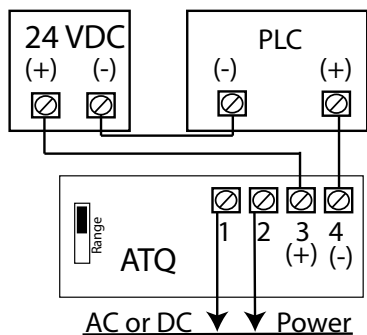 24 VDC
(+) (-)
PLC
(-) (+)
Range
ATQ
1 2 3 4
(+) (-)
AC or DC Power